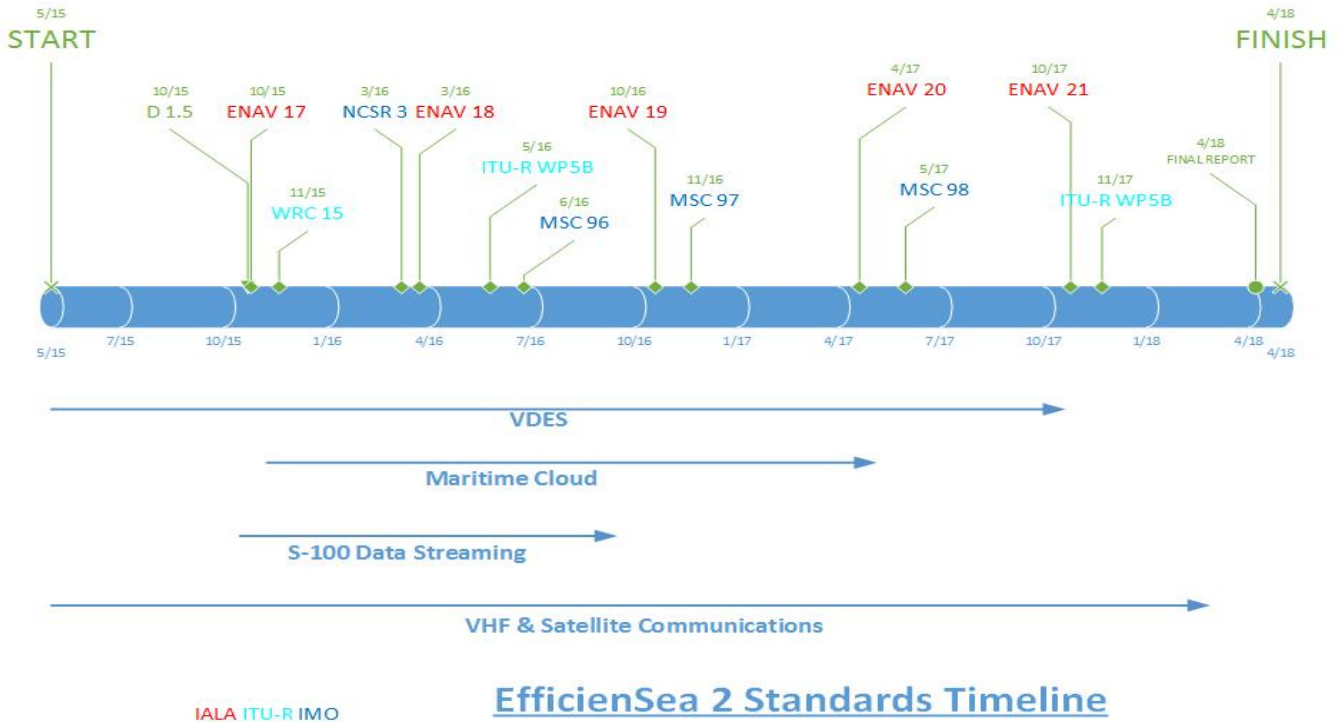 5/15
START
4/18
FINISH
10/15
D 1.5
10/15
ENAV 17
3/16
NCSR 3
3/16
ENAV 18
10/16
ENAV 19
4/17
ENAV 20
10/17
ENAV 21
11/15
WRC 15
5/16
ITU-R WP5B
6/16
MSC 96
11/16
MSC 97
5/17
MSC 98
11/17
ITU-R WP5B
4/18
FINAL REPORT
5/15
7/15
10/15
1/16
4/16
7/16
10/16
1/17
4/17
7/17
10/17
1/18
4/18
4/18
VDES
Maritime Cloud
S-100 Data Streaming
VHF & Satellite Communications
EfficienSea 2 Standards Timeline
IALA ITU-R IMO